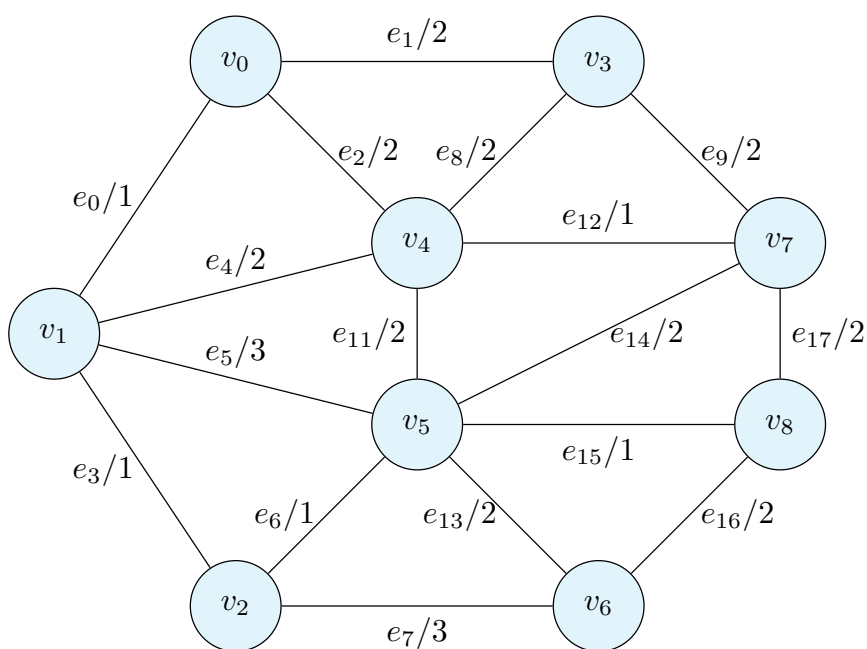 e₁/2
v₀
v₃
e₂/2
e₈/2
e₉/2
e₀/1
e₁₂/1
v₄
v₇
e₄/2
v₁
e₁₁/2
e₁₄/2
e₁₇/2
e₅/3
v₅
v₈
e₁₅/1
e₃/1
e₆/1
e₁₃/2
e₁₆/2
v₂
v₆
e₇/3